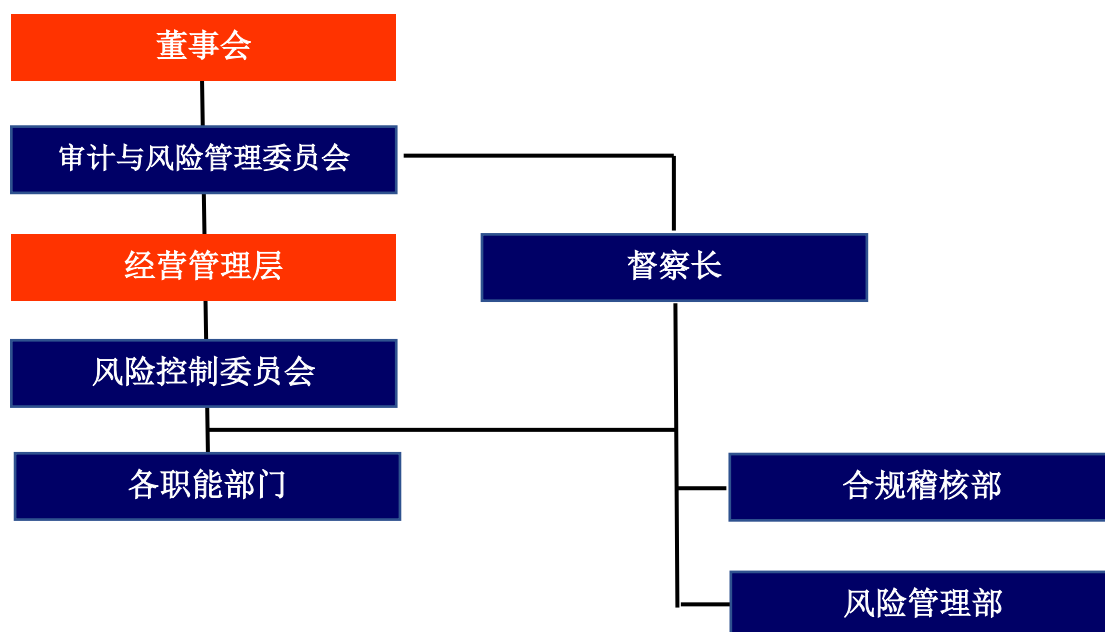 董事会
审计与风险管理委员会
经营管理层
督察长
风险控制委员会
各职能部门
合规稽核部
风险管理部